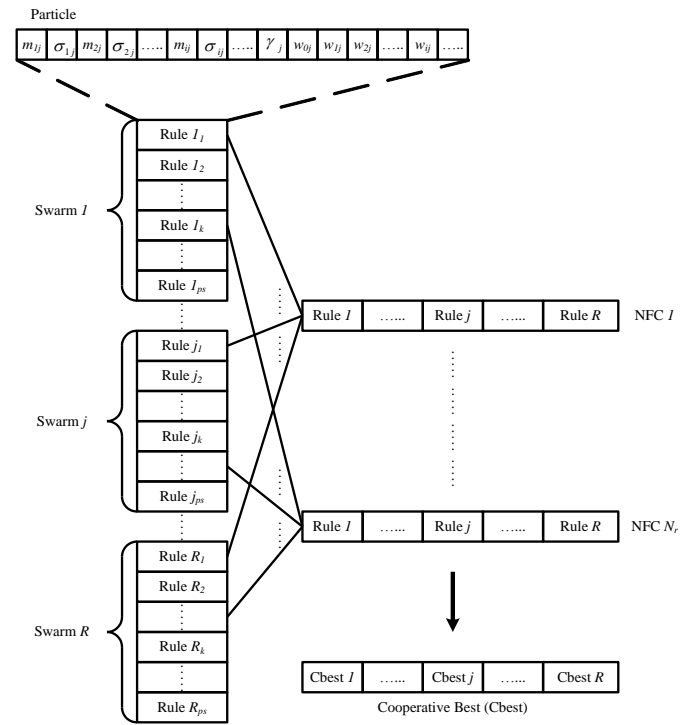 Particle
m1j σ1j m2j σ2j ..... mij σij ..... γj w0j w1j w2j ..... wij .....
Swarm 1
Rule 11
Rule 12
Rule 1k
Rule 1ps
Swarm j
Rule j1
Rule j2
Rule jk
Rule jps
Swarm R
Rule R1
Rule R2
Rule Rk
Rule Rps
Rule 1 ...... Rule j ...... Rule R NFC 1
Rule 1 ...... Rule j ...... Rule R NFC Nr
Cbest 1 ...... Cbest j ...... Cbest R
Cooperative Best (Cbest)